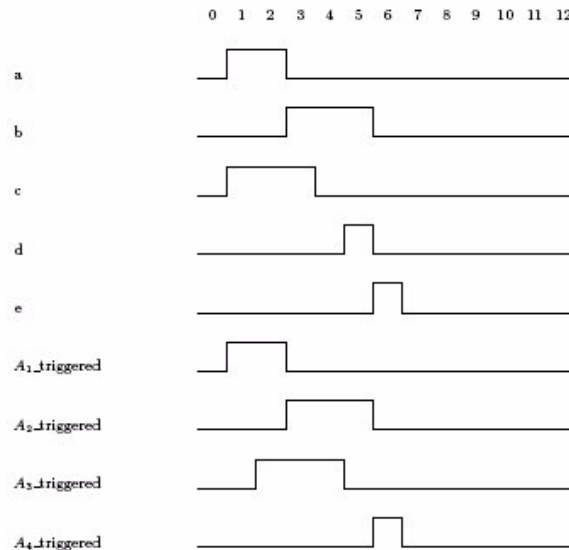 0 1 2 3 4 5 6 7 8 9 10 11 12
a
b
c
d
e
A₁_triggered
A₂_triggered
A₃_triggered
A₄_triggered